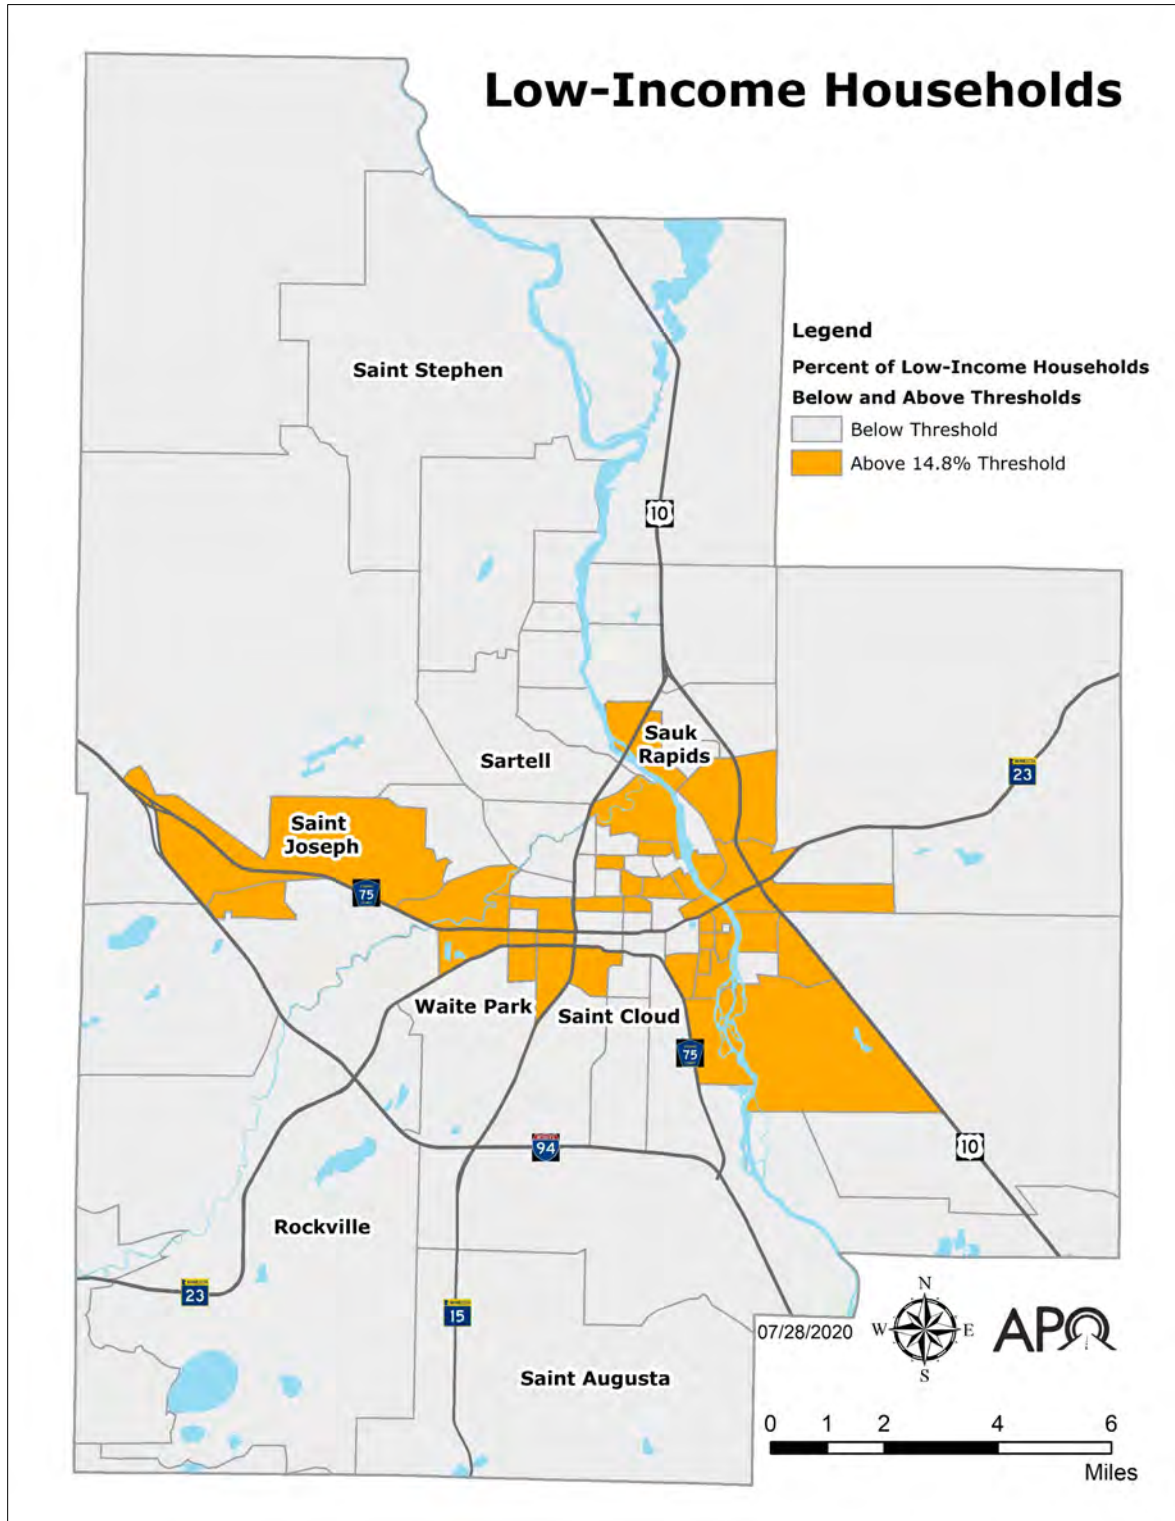 Low-Income Households
Legend
Percent of Low-Income Households
Below and Above Thresholds
Below Threshold
Above 14.8% Threshold
Saint Stephen
10
Sauk
Rapids
Sartell
23
Saint
Joseph
75
Waite Park
Saint Cloud
75
94
10
Rockville
23
15
Saint Augusta
07/28/2020
N
W
E
S
APO
0 1 2 4 6
Miles